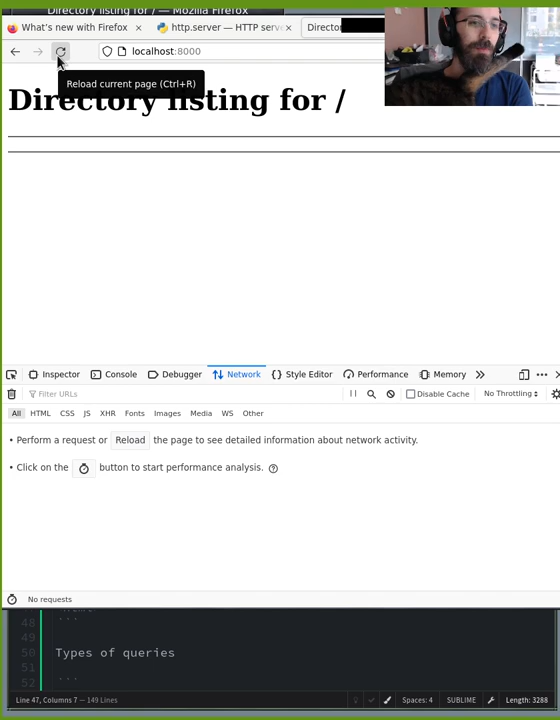 Directory listing for / — Mozilla Firefox
What's new with Firefox
http.server — HTTP serv
Directo
localhost:8000
Reload current page (Ctrl+R)
Directory listing for /
Inspector Console Debugger Network Style Editor Performance Memory
Filter URLs Disable Cache No Throttling
All HTML CSS JS XHR Fonts Images Media WS Other
• Perform a request or Reload the page to see detailed information about network activity.
• Click on the button to start performance analysis.
No requests
48 ```
49
50 Types of queries
51
52 ```
Line 47, Columns 7 — 149 Lines Spaces: 4 SUBLIME Length: 3288